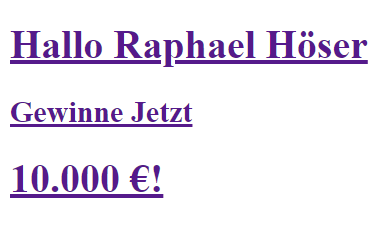 Hallo Raphael Höser
Gewinne Jetzt
10.000 €!